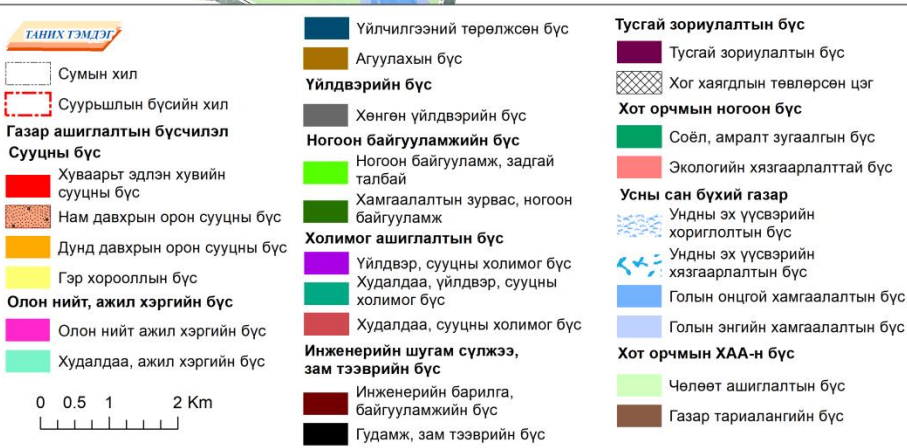 ТАНИХ ТЭМДЭГ
Сумын хил
Суурьшлын бүсийн хил
Газар ашиглалтын бүсчилэл
Сууцны бүс
Хуваарьт эдлэн хувийн
сууцны бүс
Нам давхрын орон сууцны бүс
Дунд давхрын орон сууцны бүс
Гэр хорооллын бүс
Олон нийт, ажил хэргийн бүс
Олон нийт ажил хэргийн бүс
Худалдаа, ажил хэргийн бүс
0 0.5 1 2 Km
Үйлчилгээний төрөлжсөн бүс
Агуулахын бүс
Үйлдвэрийн бүс
Хөнгөн үйлдвэрийн бүс
Ногоон байгууламжийн бүс
Ногоон байгууламж, задгай
талбай
Хамгаалалтын зурвас, ногоон
байгууламж
Холимог ашиглалтын бүс
Үйлдвэр, сууцны холимог бүс
Худалдаа, үйлдвэр, сууцны
холимог бүс
Худалдаа, сууцны холимог бүс
Инженерийн шугам сүлжээ,
зам тээврийн бүс
Инженерийн барилга,
байгууламжийн бүс
Гудамж, зам тээврийн бүс
Тусгай зориулалтын бүс
Тусгай зориулалтын бүс
Хог хаягдлын төвлөрсөн цэг
Хот орчмын ногоон бүс
Соёл, амралт зугаалгын бүс
Экологийн хязгаарлалттай бүс
Усны сан бүхий газар
Ундны эх үүсвэрийн
хориглолтын бүс
Ундны эх үүсвэрийн
хязгаарлалтын бүс
Голын онцгой хамгаалалтын бүс
Голын энгийн хамгаалалтын бүс
Хот орчмын ХАА-н бүс
Чөлөөт ашиглалтын бүс
Газар тариалангийн бүс